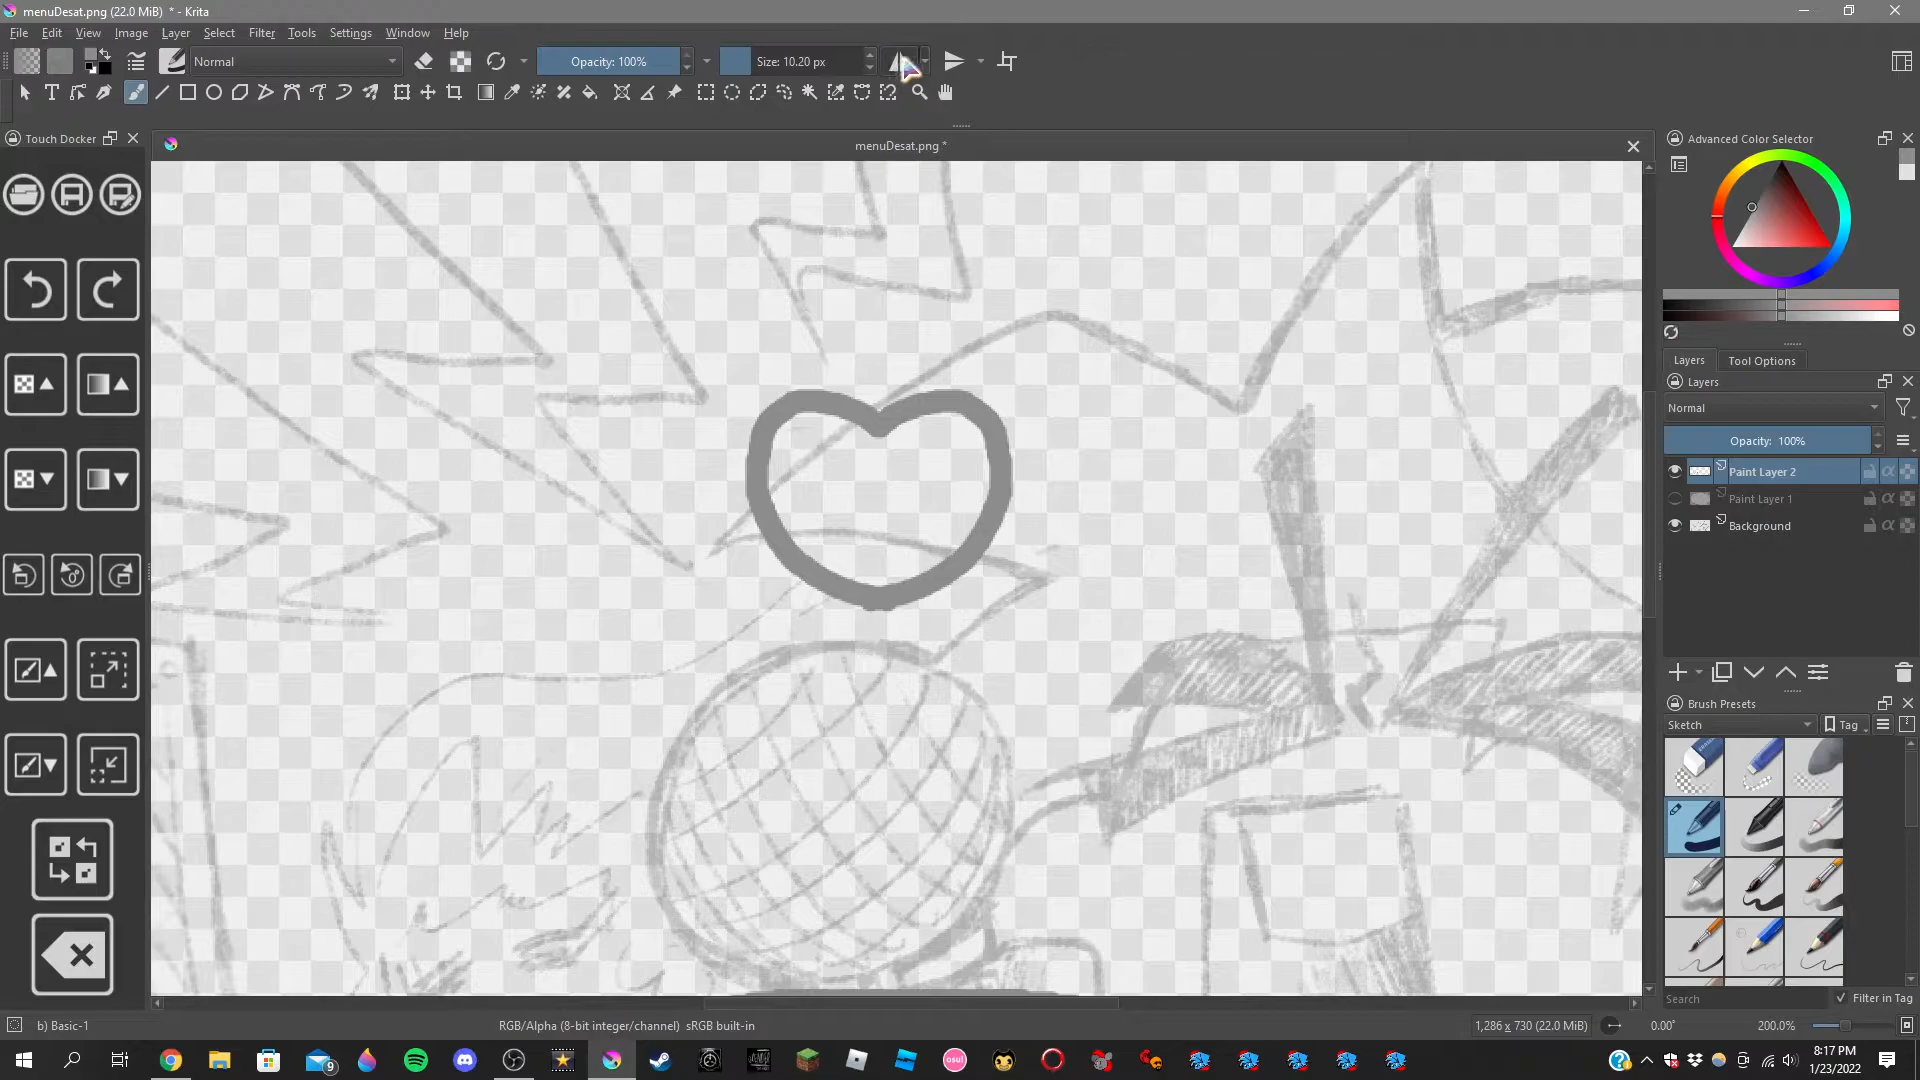 menuDesat.png (22.0 MiB) * - Krita
File Edit View Image Layer Select Filter Tools Settings Window Help
Normal Opacity: 100% Size: 10.20 px
Touch Docker
menuDesat.png *
Advanced Color Selector
Layers Tool Options
Layers
Normal
Opacity: 100%
Paint Layer 2
Paint Layer 1
Background
Brush Presets
Sketch Tag
Search Filter in Tag
b) Basic-1 RGB/Alpha (8-bit integer/channel) sRGB built-in 1,286 x 730 (22.0 MiB) 0.00° 200.0%
9
osu!
8:17 PM
1/23/2022